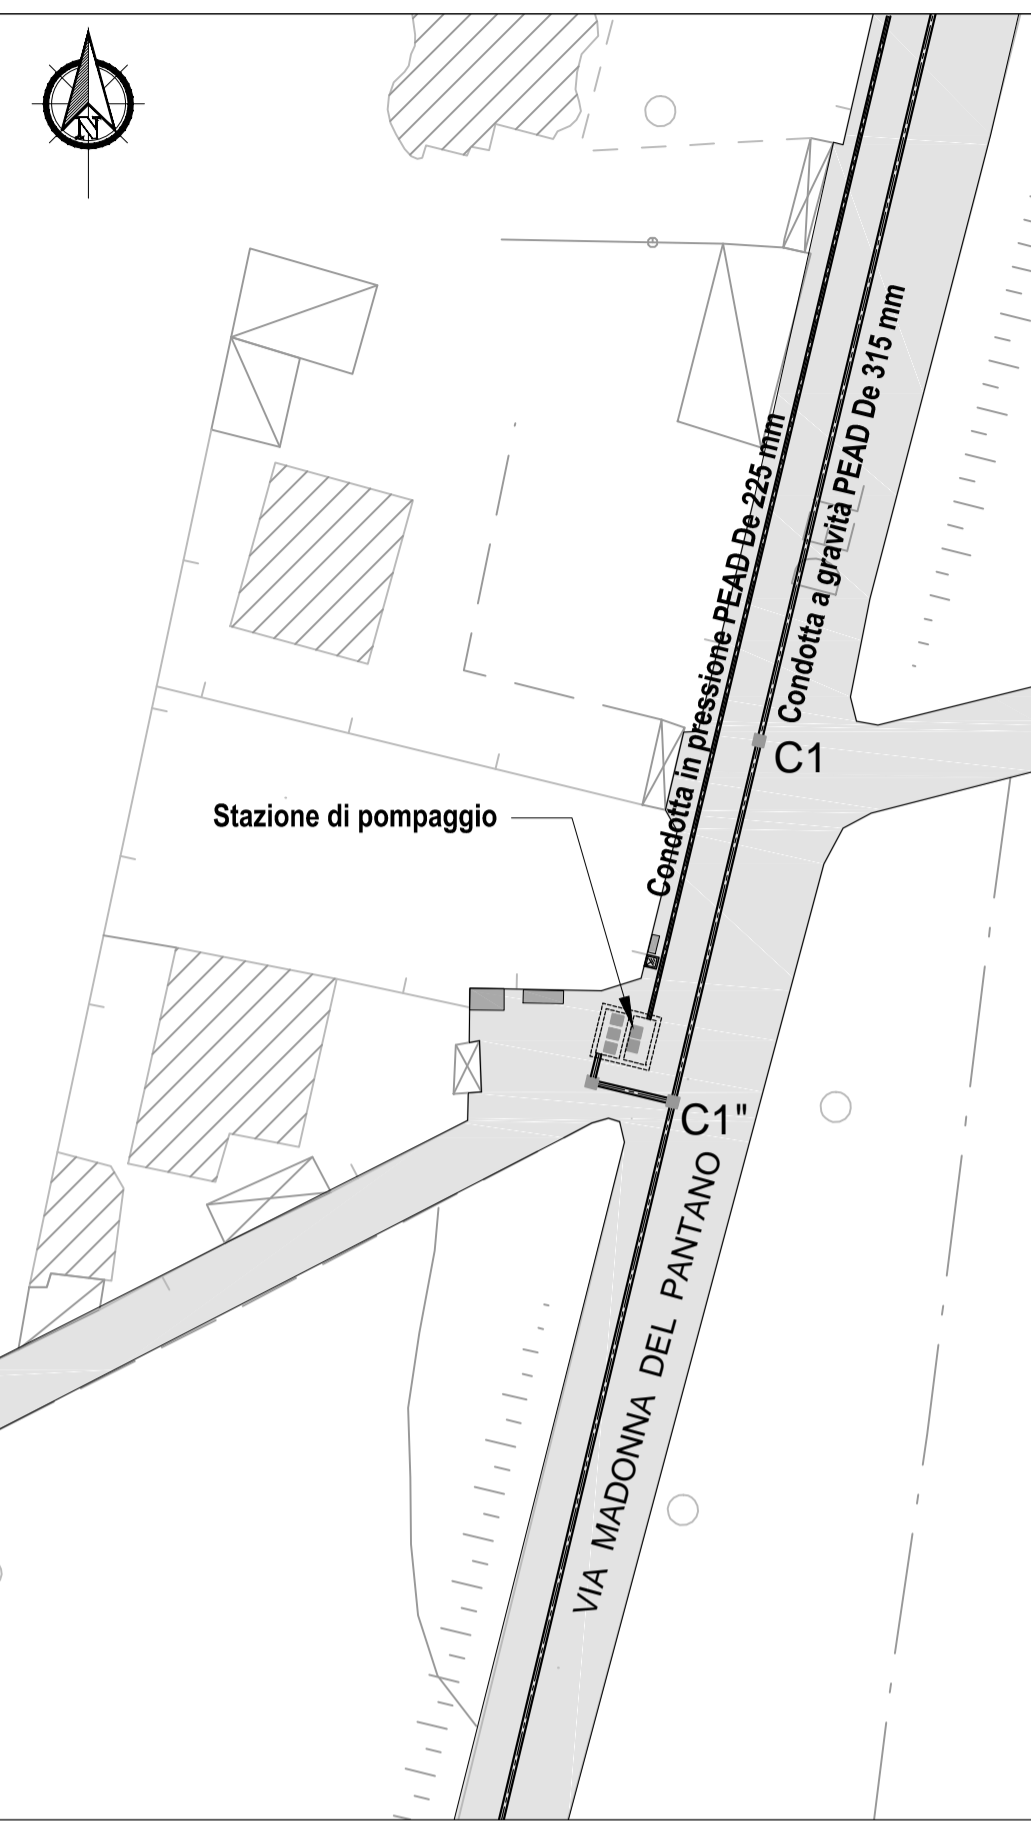 N
Condotta a gravità PEAD De 315 mm
Condotta in pressione PEAD De 225 mm
C1
Stazione di pompaggio
C1"
VIA MADONNA DEL PANTANO